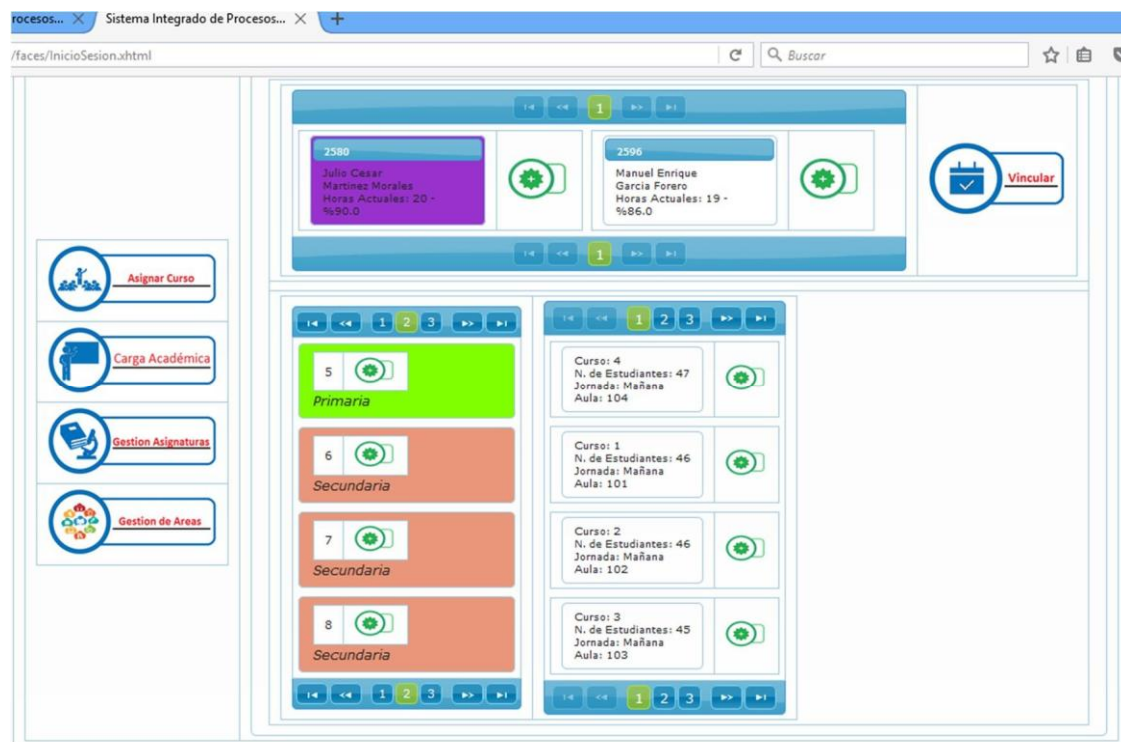 rocesos...
Sistema Integrado de Procesos...
/faces/InicioSesion.xhtml
Buscar
1
2580
Julio Cesar
Martinez Morales
Horas Actuales: 20 -
%90.0
2596
Manuel Enrique
Garcia Forero
Horas Actuales: 19 -
%86.0
Vincular
1
Asignar Curso
Carga Académica
Gestion Asignaturas
Gestion de Areas
1 2 3
5
Primaria
6
Secundaria
7
Secundaria
8
Secundaria
1 2 3
1 2 3
Curso: 4
N. de Estudiantes: 47
Jornada: Mañana
Aula: 104
Curso: 1
N. de Estudiantes: 46
Jornada: Mañana
Aula: 101
Curso: 2
N. de Estudiantes: 46
Jornada: Mañana
Aula: 102
Curso: 3
N. de Estudiantes: 45
Jornada: Mañana
Aula: 103
1 2 3